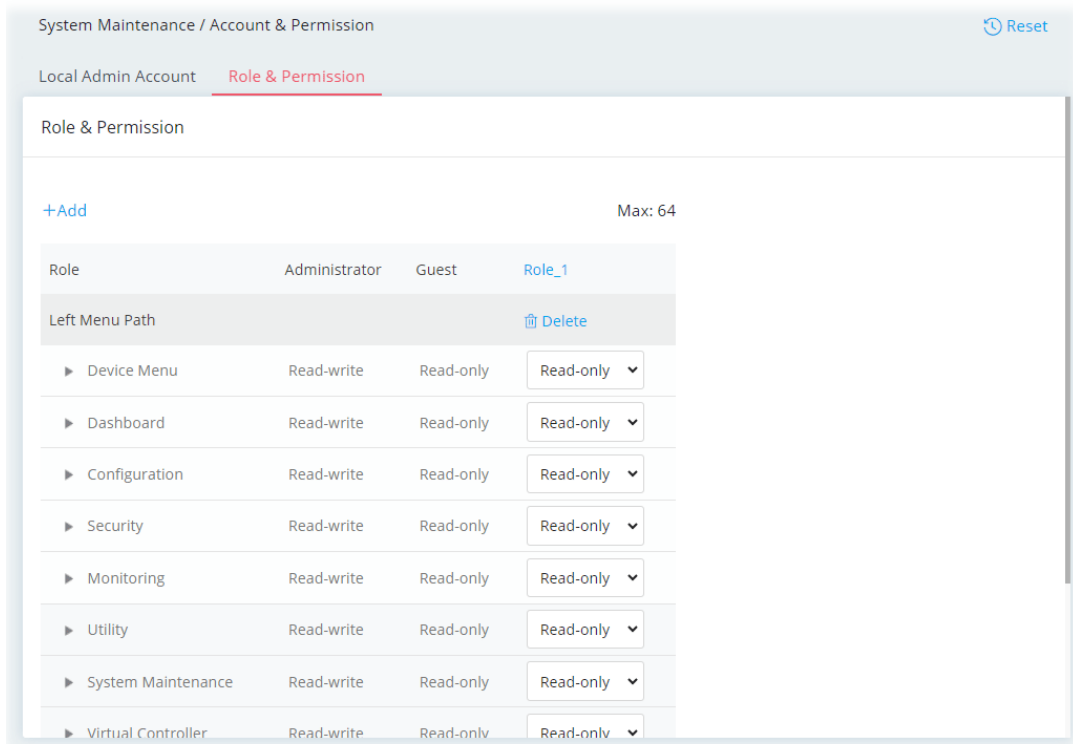 System Maintenance / Account & Permission Reset
Local Admin Account Role & Permission
Role & Permission
+Add Max: 64
Role Administrator Guest Role_1
Left Menu Path Delete
Device Menu Read-write Read-only Read-only
Dashboard Read-write Read-only Read-only
Configuration Read-write Read-only Read-only
Security Read-write Read-only Read-only
Monitoring Read-write Read-only Read-only
Utility Read-write Read-only Read-only
System Maintenance Read-write Read-only Read-only
Virtual Controller Read-write Read-only Read-only